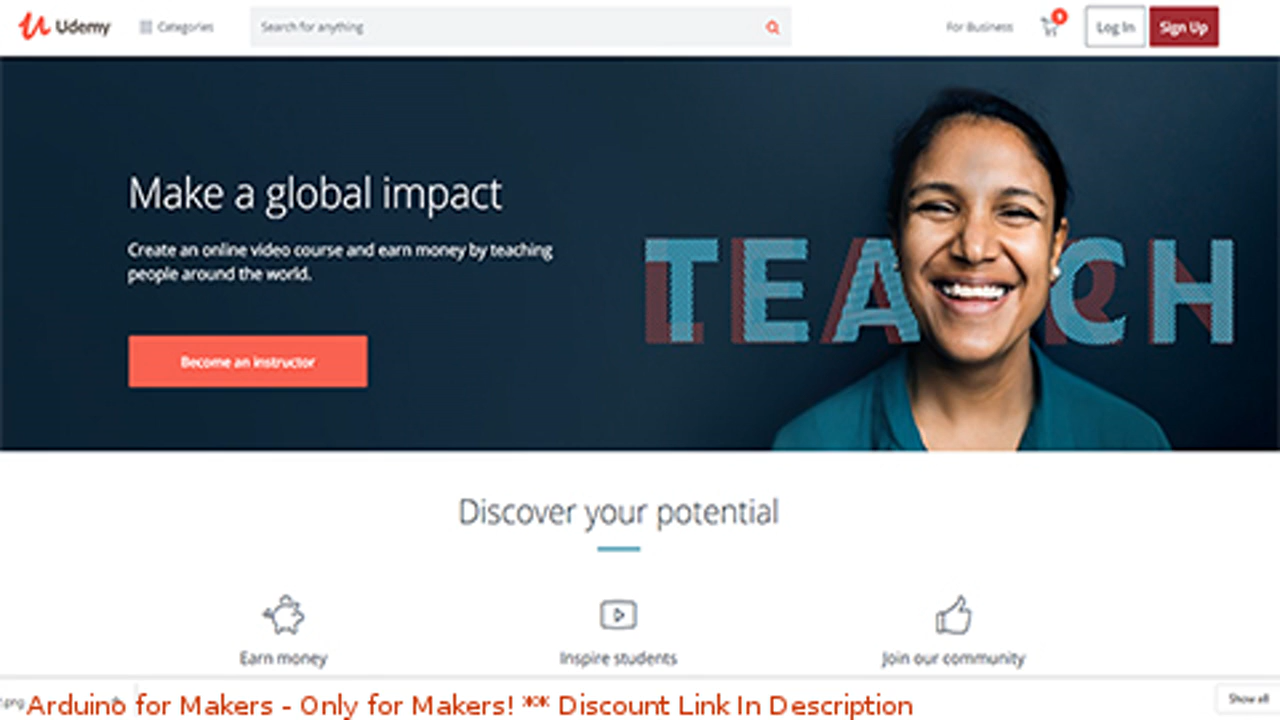 Udemy
Categories
Search for anything
For Business
Log In
Sign Up
Make a global impact
Create an online video course and earn money by teaching
people around the world.
TEACH
Become an instructor
Discover your potential
Earn money
Inspire students
Join our community
Arduino for Makers - Only for Makers! ** Discount Link In Description
Show all